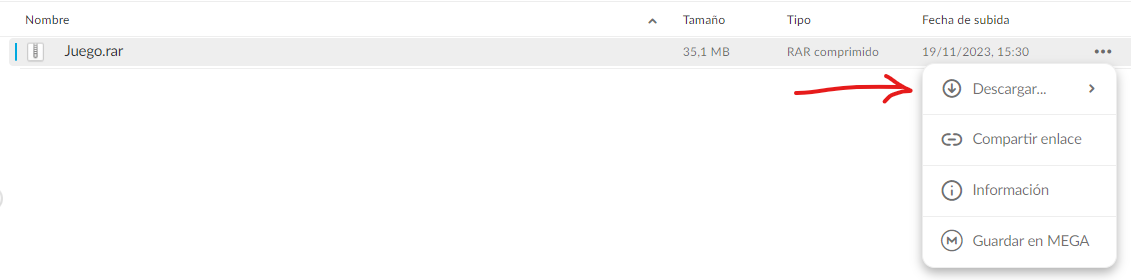 Nombre Tamaño Tipo Fecha de subida
Juego.rar 35,1 MB RAR comprimido 19/11/2023, 15:30
Descargar...
Compartir enlace
Información
Guardar en MEGA